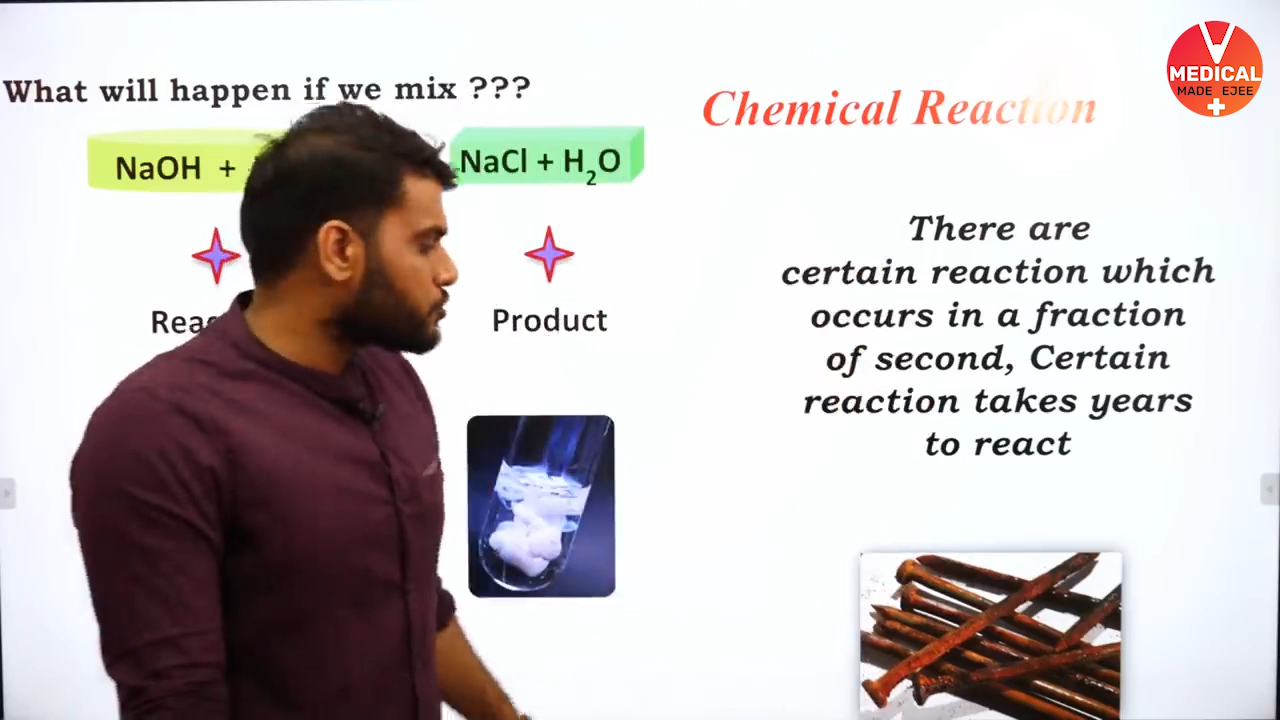 What will happen if we mix ???
NaOH +
NaCl + H₂O
Product
Chemical Reaction
There are
certain reaction which
occurs in a fraction
of second, Certain
reaction takes years
to react
MEDICAL
MADE EJEE